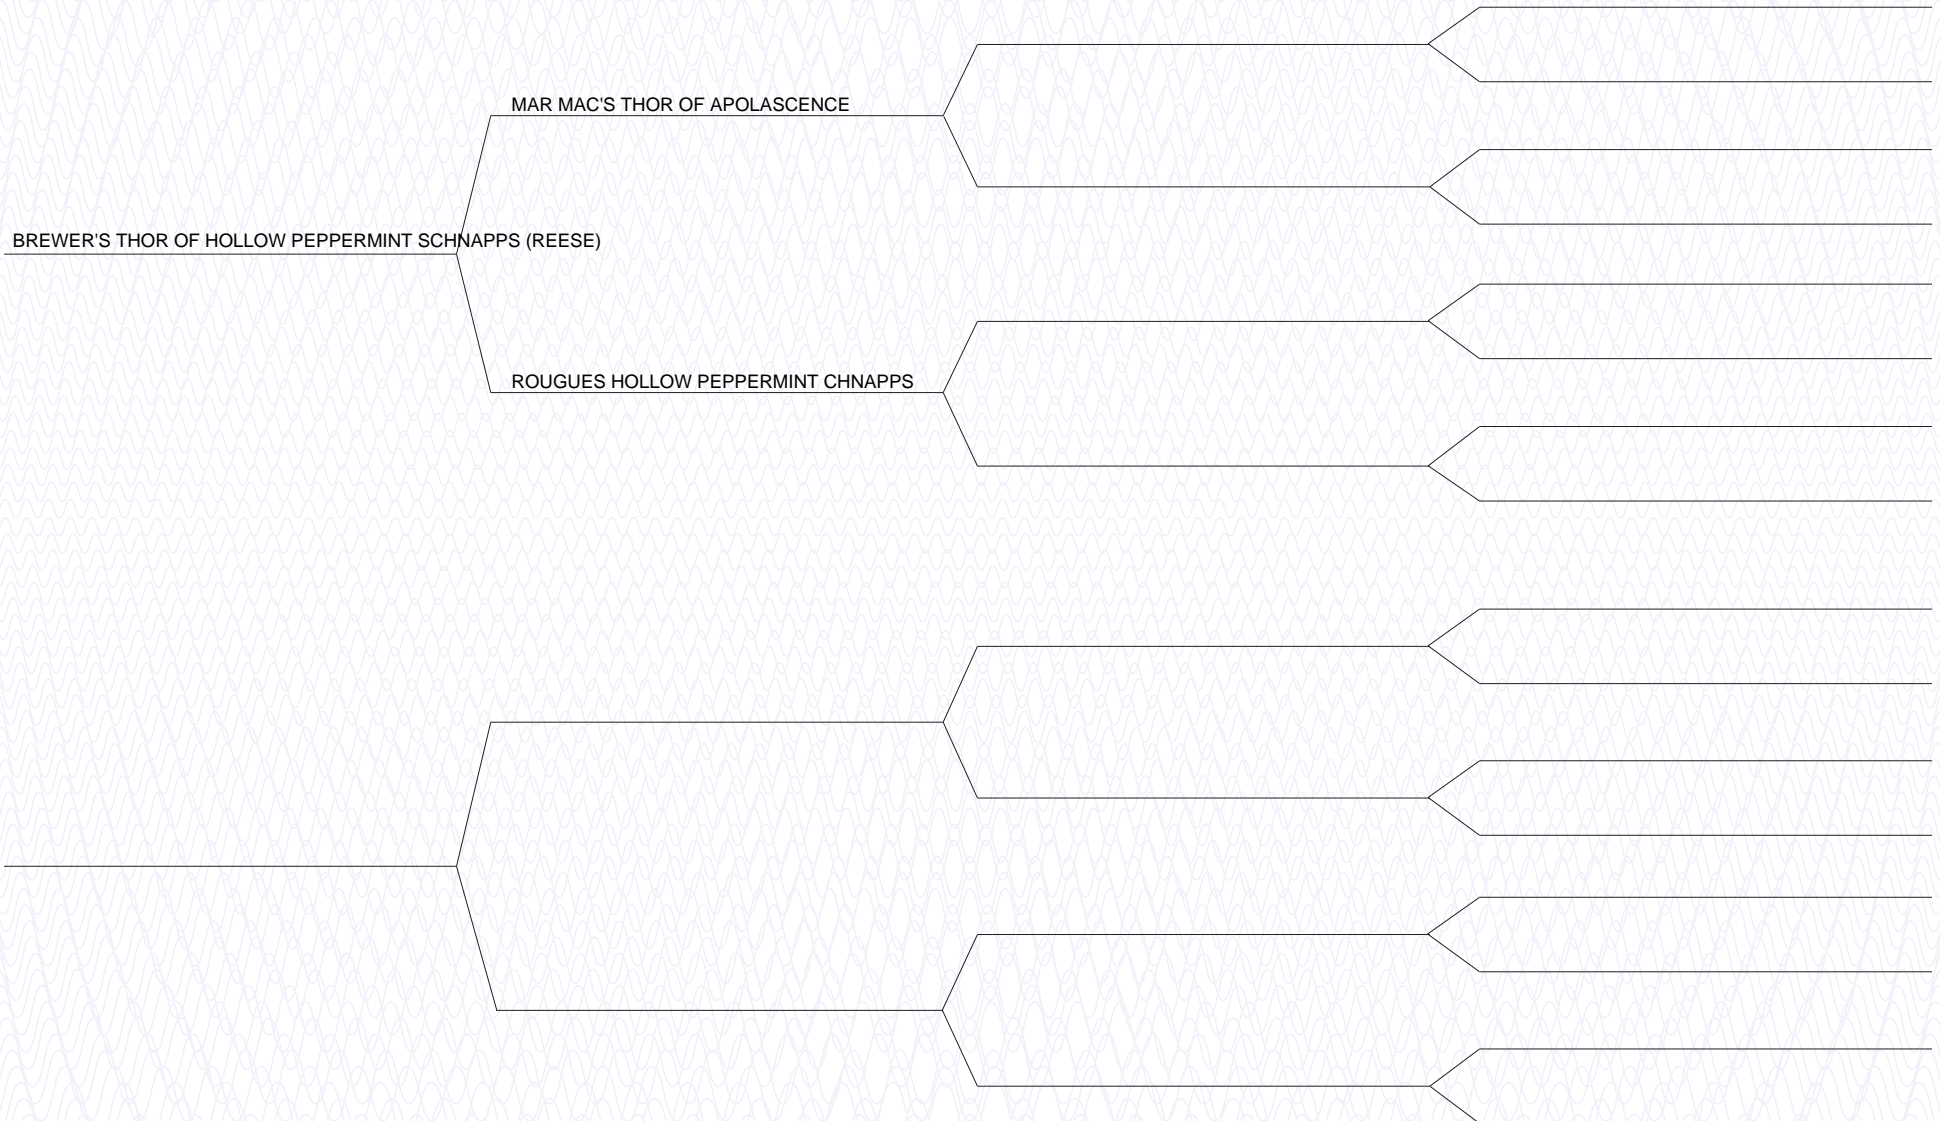 MAR MAC'S THOR OF APOLASCENCE
BREWER'S THOR OF HOLLOW PEPPERMINT SCHNAPPS (REESE)
ROUGUES HOLLOW PEPPERMINT CHNAPPS